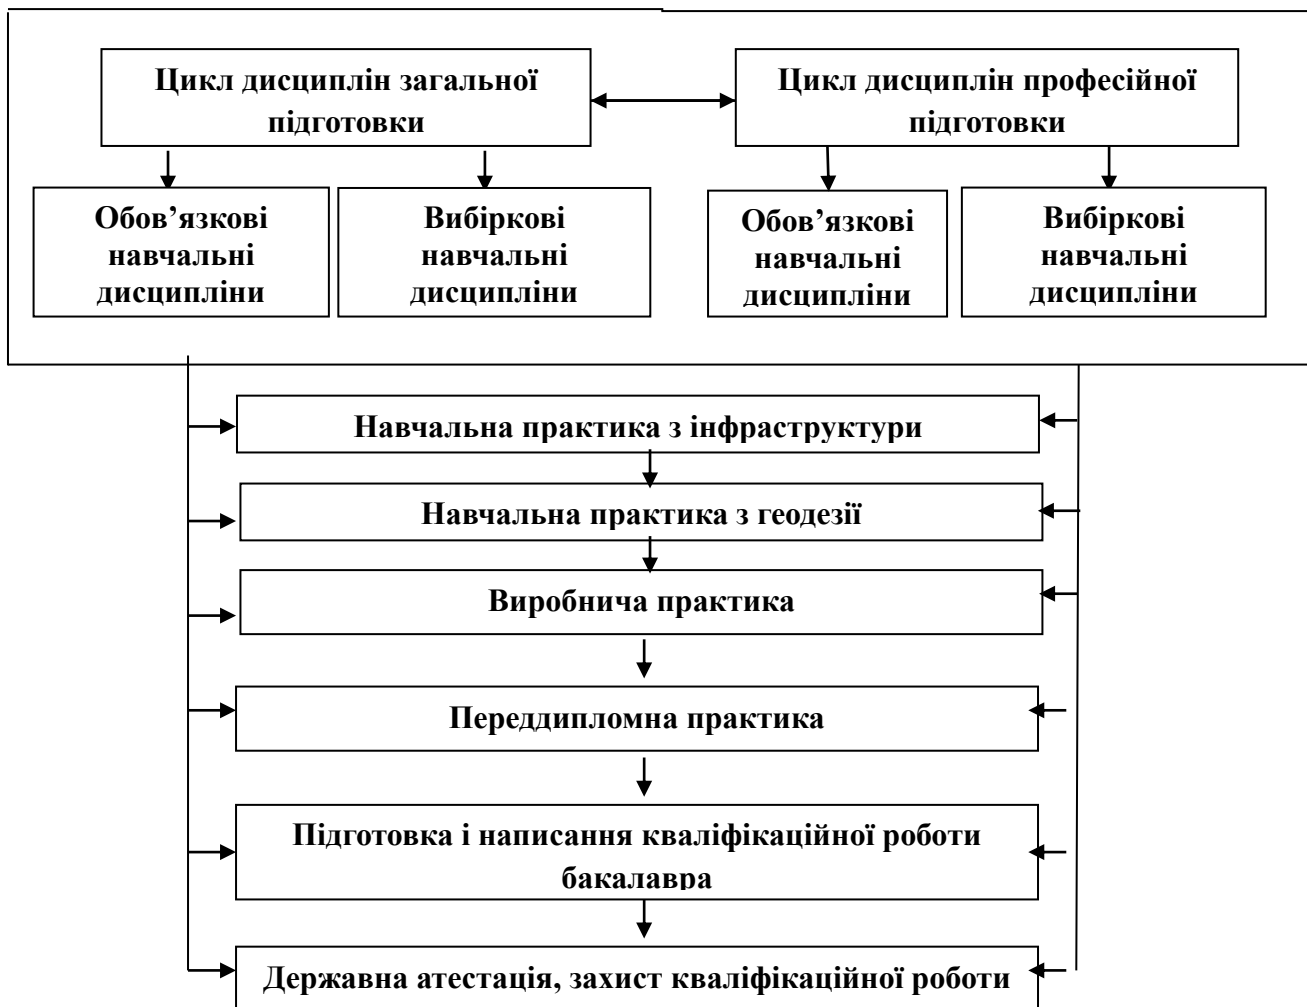 Цикл дисциплін загальної
підготовки
Цикл дисциплін професійної
підготовки
Обов’язкові
навчальні
дисципліни
Вибіркові
навчальні
дисципліни
Обов’язкові
навчальні
дисципліни
Вибіркові
навчальні
дисципліни
Навчальна практика з інфраструктури
Навчальна практика з геодезії
Виробнича практика
Переддипломна практика
Підготовка і написання кваліфікаційної роботи
бакалавра
Державна атестація, захист кваліфікаційної роботи